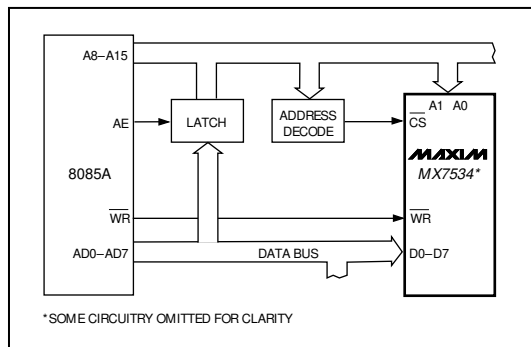 A8–A15
A1 A0
AE
LATCH
ADDRESS
DECODE
CS
MAXIM
MX7534*
8085A
WR
WR
AD0–AD7
DATA BUS
D0–D7
*SOME CIRCUITRY OMITTED FOR CLARITY